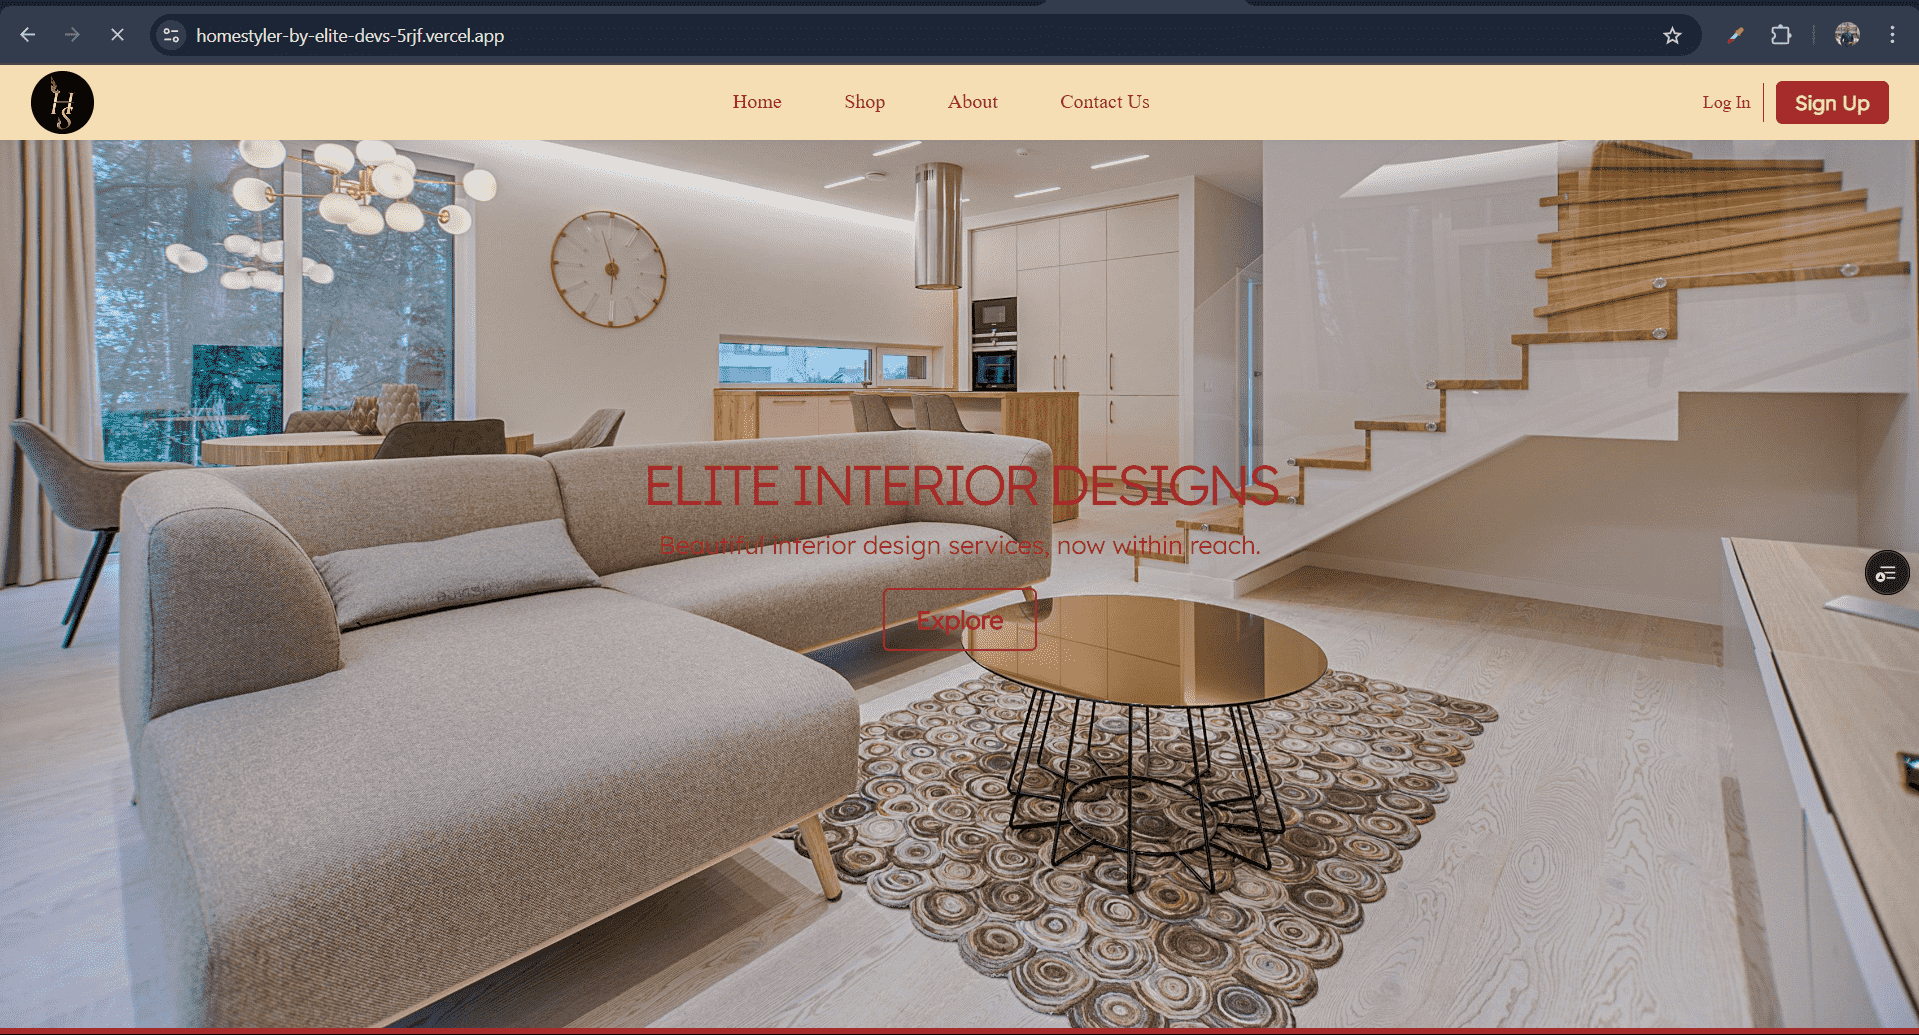 homestyler-by-elite-devs-5rjf.vercel.app
HS
Home Shop About Contact Us Log In Sign Up
ELITE INTERIOR DESIGNS
Beautiful interior design services, now within reach.
Explore